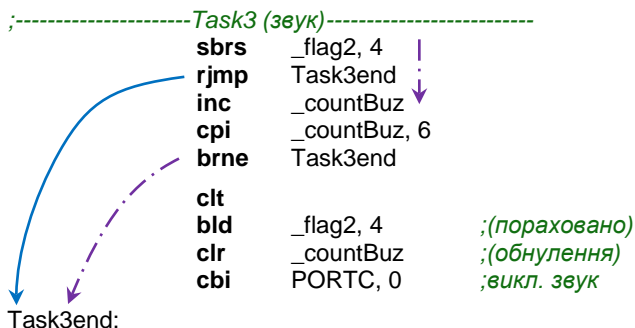 ;----------------------Task3 (звук)--------------------------
sbrs _flag2, 4
rjmp Task3end
inc _countBuz
cpi _countBuz, 6
brne Task3end
clt
bld _flag2, 4 ;(пораховано)
clr _countBuz ;(обнулення)
cbi PORTC, 0 ;викл. звук
Task3end: